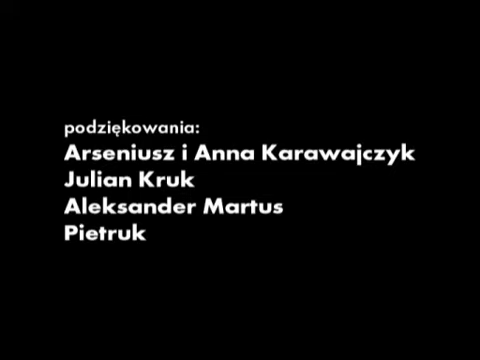 podziękowania:
Arseniusz i Anna Karawajczyk
Julian Kruk
Aleksander Martus
Pietruk